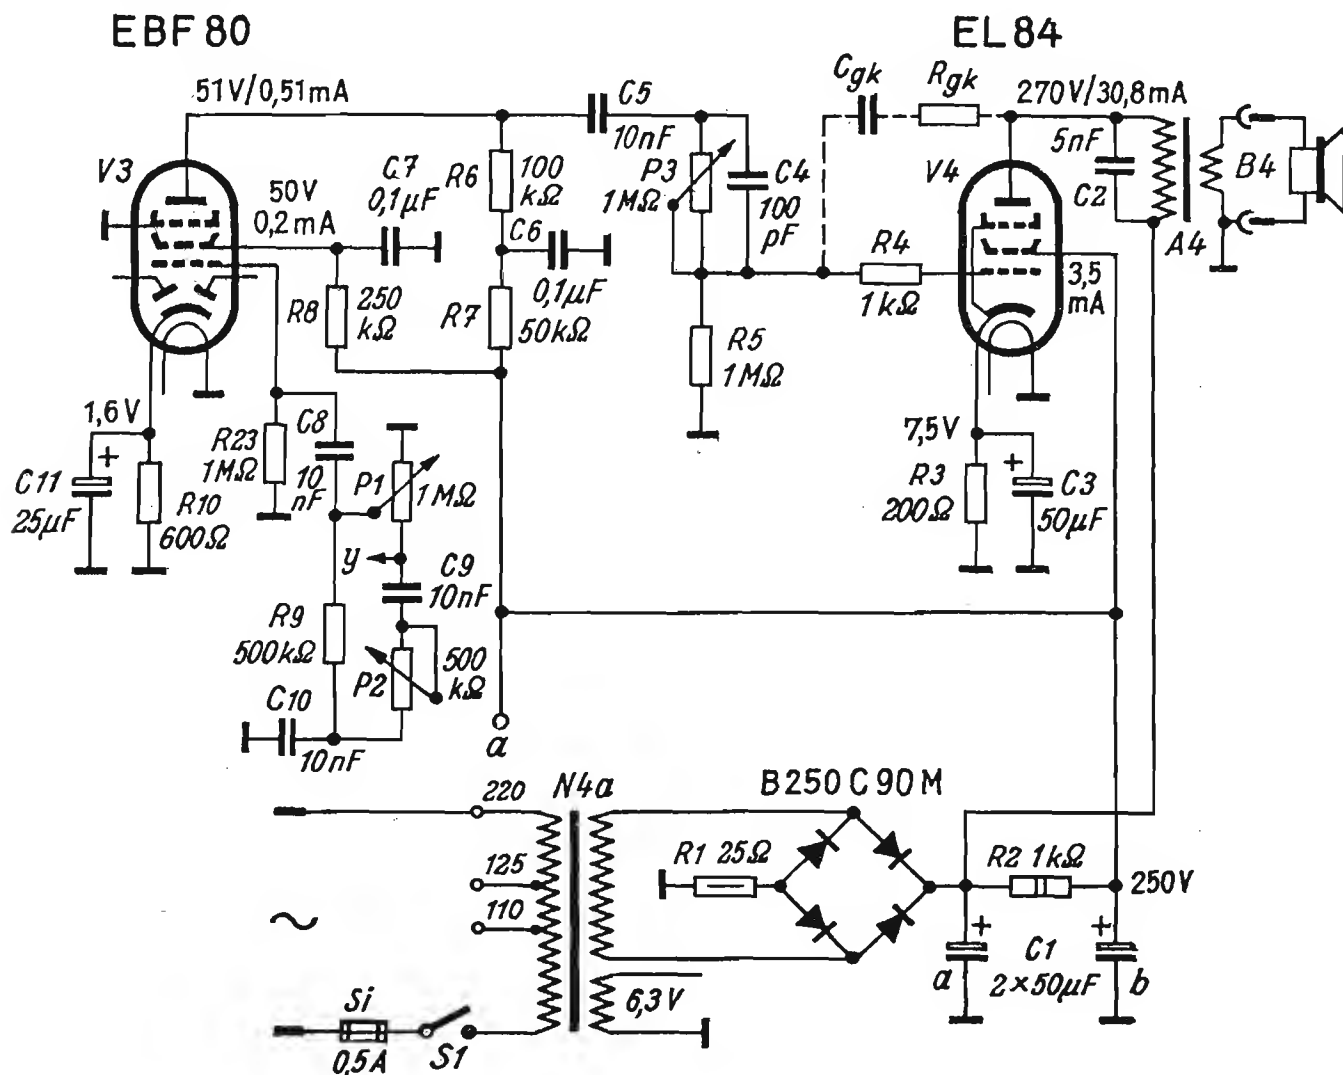 EBF 80
EL 84
51V/0,51mA
C5
10nF
Cgk
Rgk
270V/30,8mA
5nF
C2
V3
50V
0,2mA
C7
0,1µF
R6
100
kΩ
P3
1MΩ
C4
100
pF
V4
B4
A4
C6
0,1µF
R8
250
kΩ
R7
50kΩ
R4
1kΩ
3,5
mA
R5
1MΩ
1,6V
+
C11
25µF
R10
600Ω
R23
1MΩ
C8
10
nF
P1
1MΩ
7,5V
+
R3
200Ω
C3
50µF
y
C9
10nF
R9
500kΩ
P2
500
kΩ
C10
10nF
a
220
N4a
B250C90M
125
110
R1 25Ω
R2 1kΩ
250V
+
+
a
C1
2×50µF
b
6,3V
Si
0,5A
S1